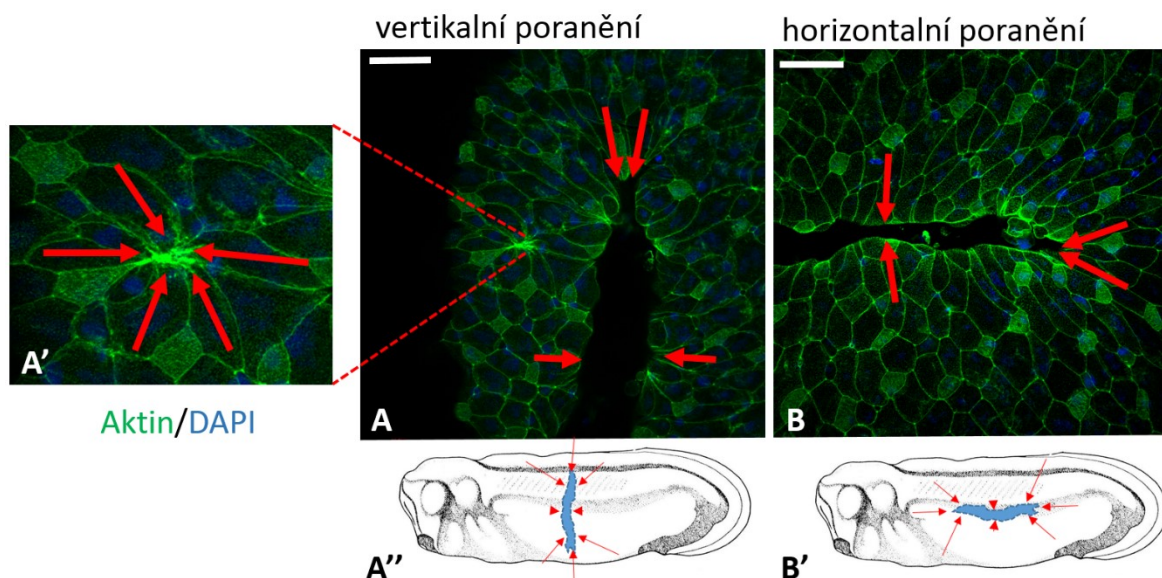 vertikalní poranění
horizontalní poranění
A'
Aktin/DAPI
A
B
A''
B'